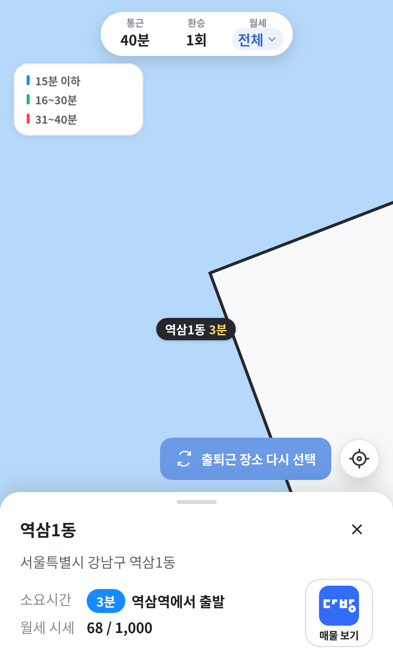 통근 환승 월세
40분 1회 전체
15분 이하
16~30분
31~40분
역삼1동 3분
출퇴근 장소 다시 선택
역삼1동
서울특별시 강남구 역삼1동
소요시간 3분 역삼역에서 출발
월세 시세 68 / 1,000
다방
매물 보기